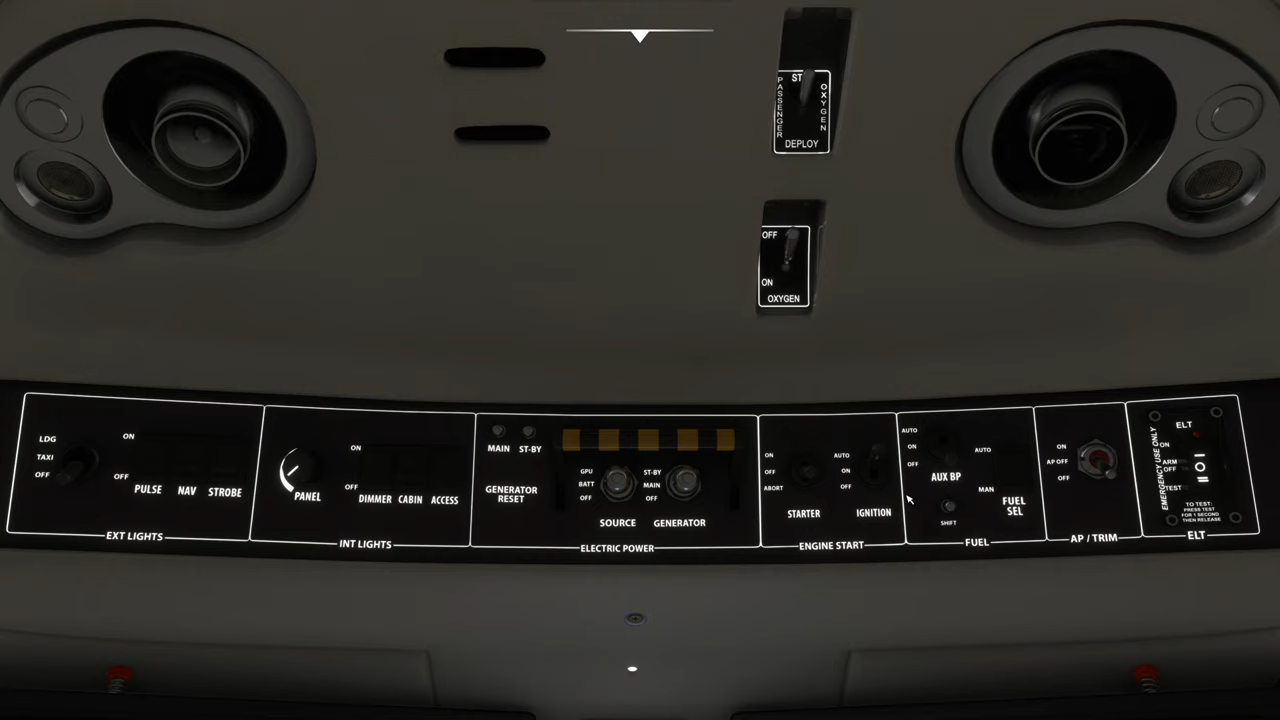 ST
PASSENGER
OXYGEN
DEPLOY
OFF
ON
OXYGEN
LDG
TAXI
OFF
ON
OFF
PULSE NAV STROBE
EXT LIGHTS
PANEL
ON
OFF
DIMMER CABIN ACCESS
INT LIGHTS
MAIN ST-BY
GENERATOR
RESET
GPU
BATT
OFF
SOURCE
ST-BY
MAIN
OFF
GENERATOR
ELECTRIC POWER
ON
OFF
ABORT
STARTER
AUTO
ON
OFF
IGNITION
ENGINE START
AUTO
ON
OFF
AUX BP
SHIFT
AUTO
MAN
FUEL
SEL
FUEL
ON
AP OFF
OFF
AP / TRIM
EMERGENCY USE ONLY
ELT
ON
ARM
OFF
TEST
TO TEST:
PRESS TEST
FOR 1 SECOND
THEN RELEASE
ELT